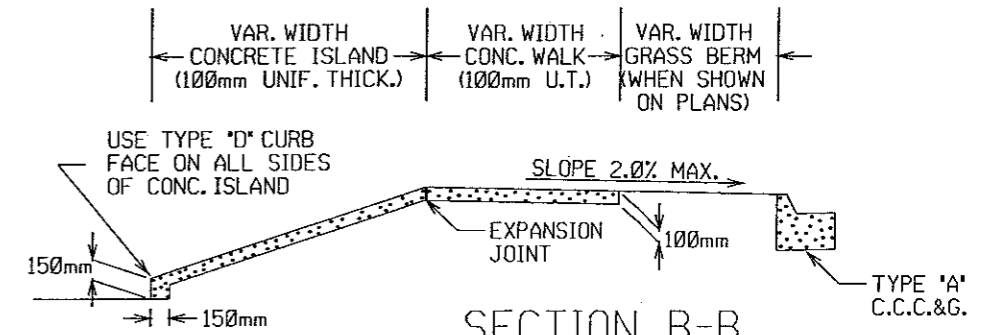 VAR. WIDTH
CONCRETE ISLAND
(100mm UNIF. THICK.)
VAR. WIDTH
CONC. WALK
(100mm U.T.)
VAR. WIDTH
GRASS BERM
(WHEN SHOWN
ON PLANS)
USE TYPE "D" CURB
FACE ON ALL SIDES
OF CONC. ISLAND
SLOPE 2.0% MAX.
EXPANSION
JOINT
100mm
150mm
150mm
TYPE "A"
C.C.C.&G.
SECTION B-B